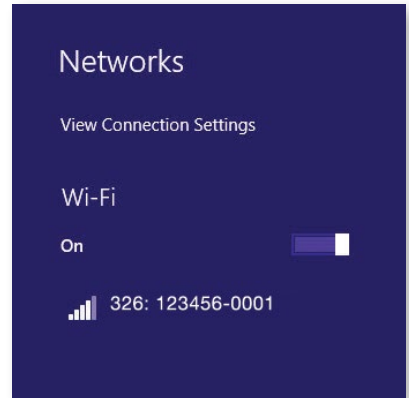 Networks
View Connection Settings
Wi-Fi
On
326: 123456-0001